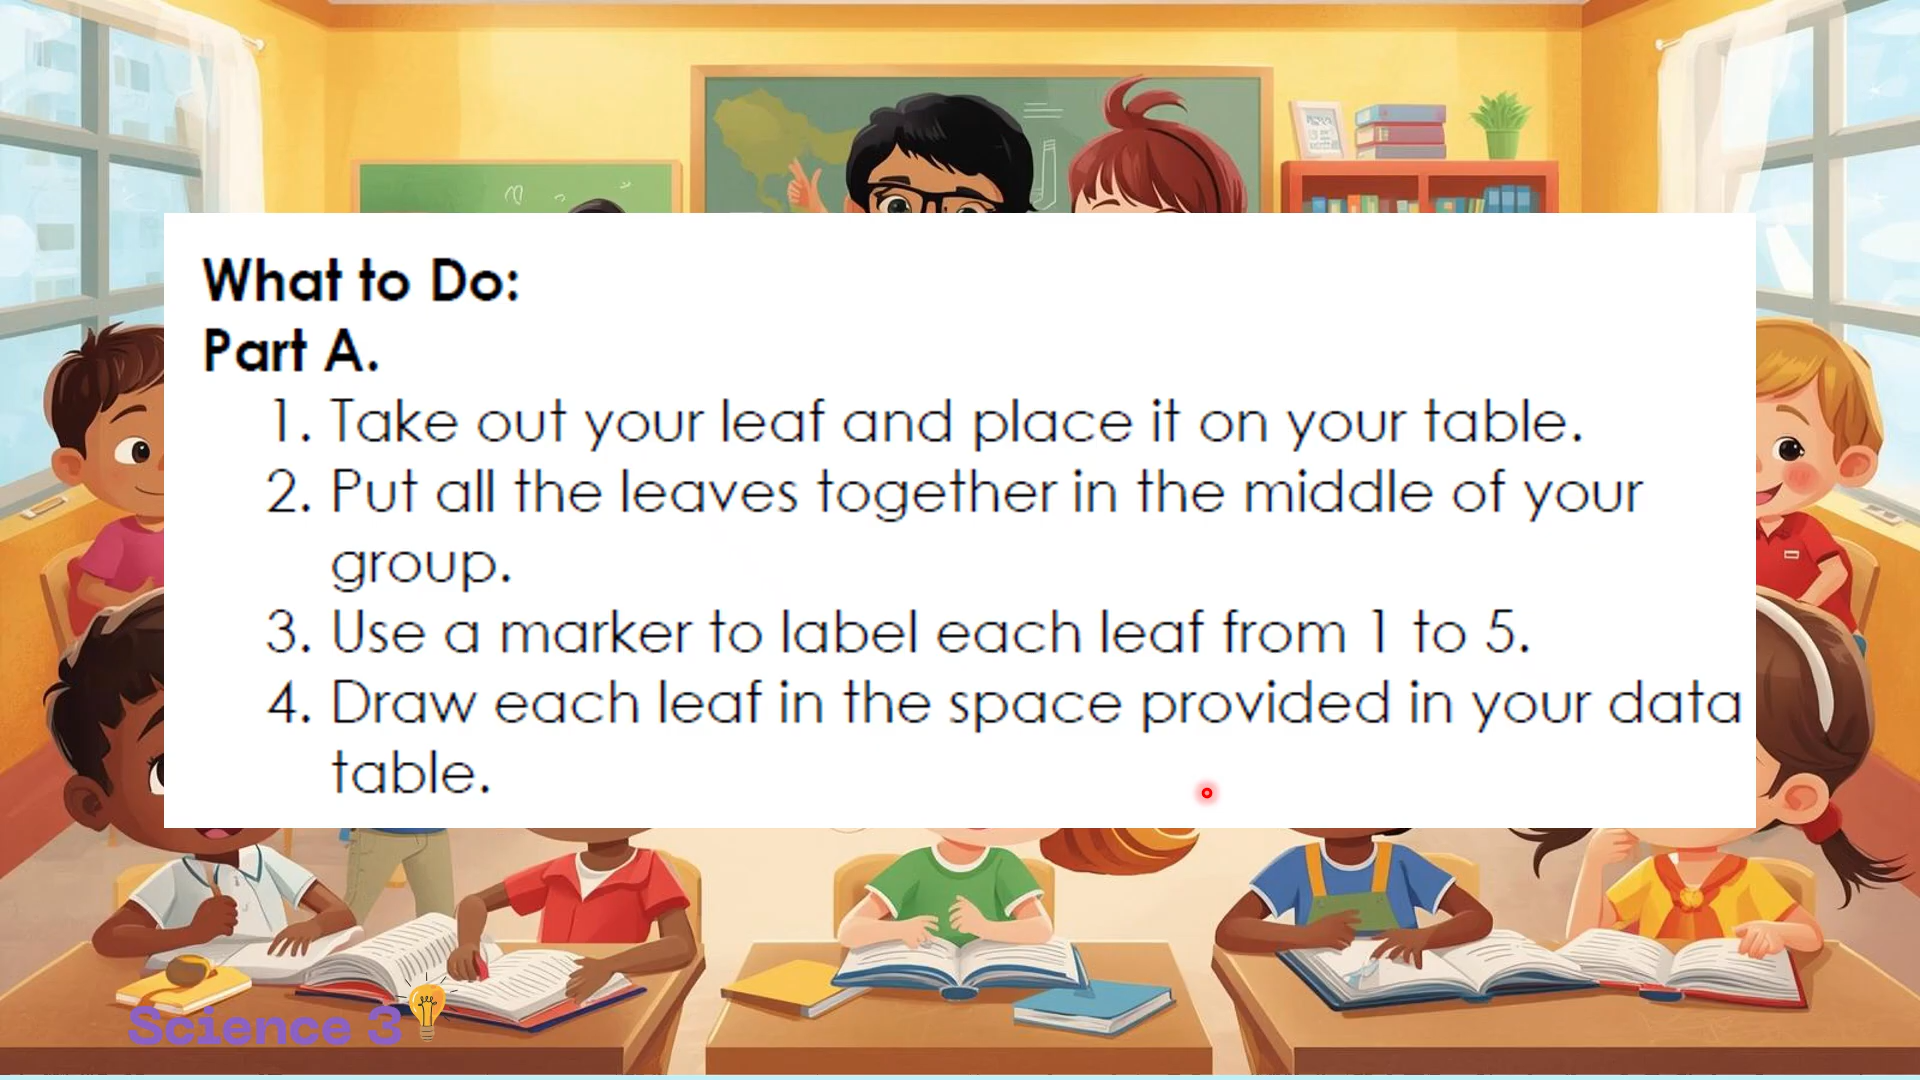 What to Do:
Part A.
1. Take out your leaf and place it on your table.
2. Put all the leaves together in the middle of your
group.
3. Use a marker to label each leaf from 1 to 5.
4. Draw each leaf in the space provided in your data
table.
Science 3